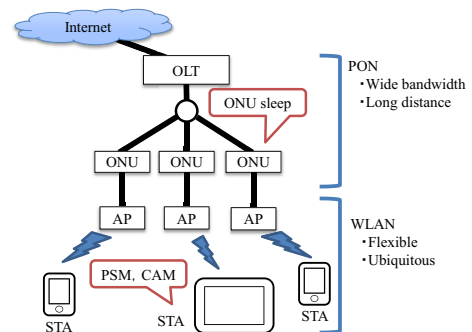 Internet
OLT
PON
・Wide bandwidth
・Long distance
ONU sleep
ONU ONU ONU
AP AP AP
WLAN
・Flexible
・Ubiquitous
PSM, CAM
STA
STA
STA